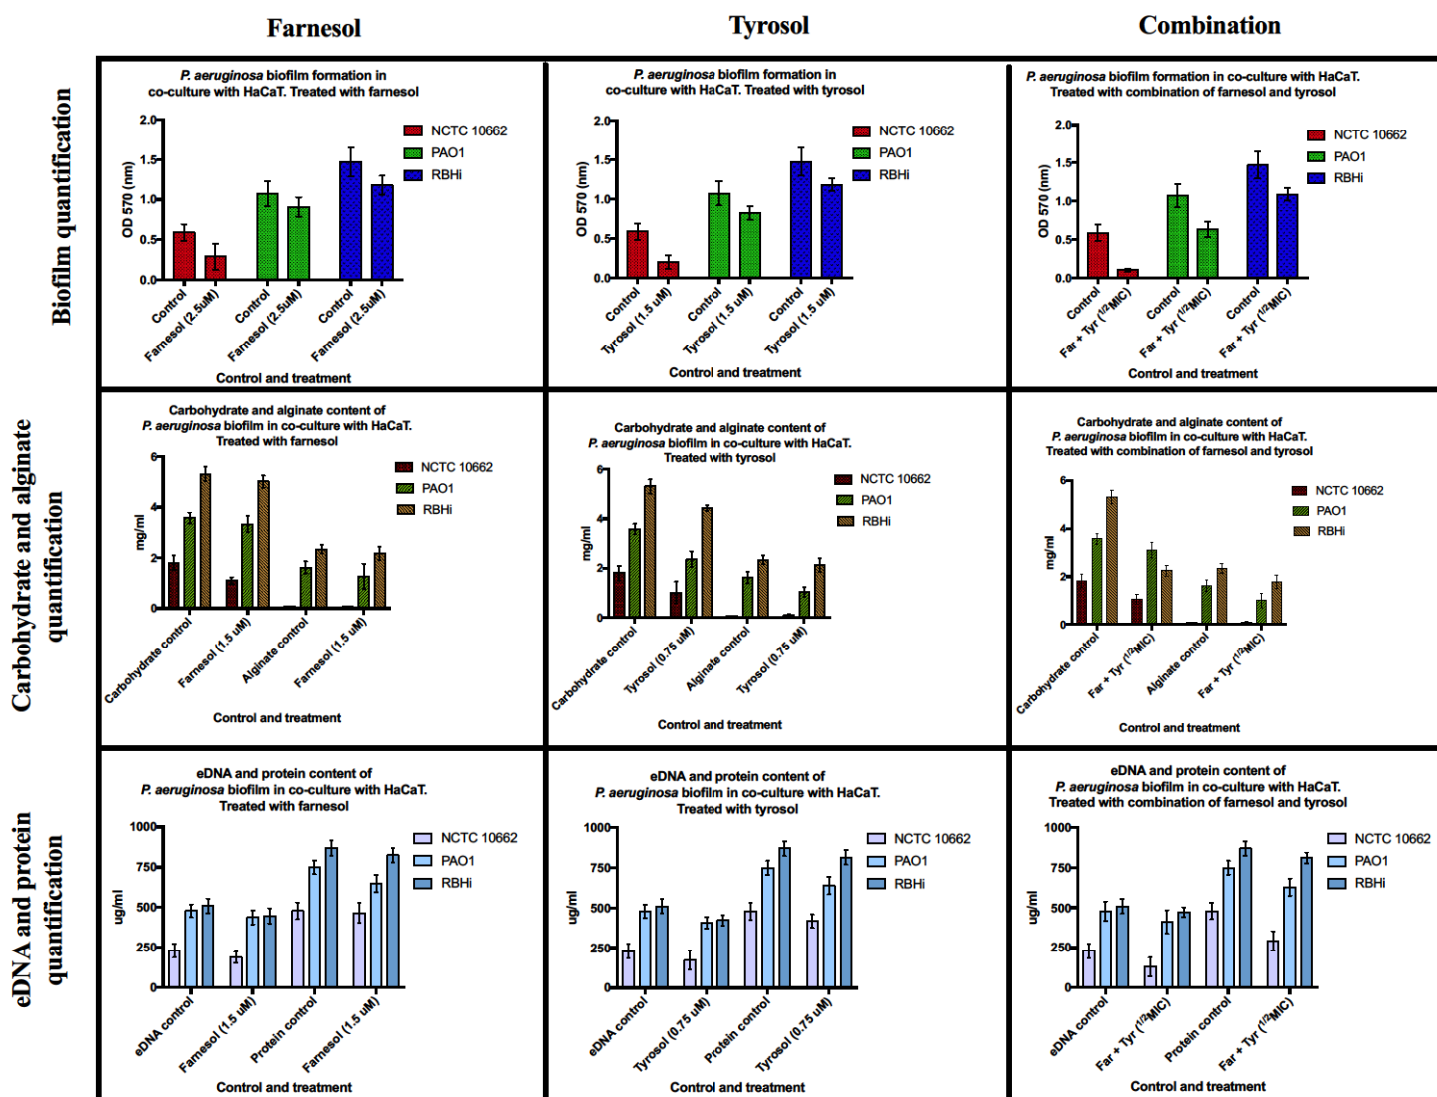 Farnesol
Tyrosol
Combination
Biofilm quantification
P. aeruginosa biofilm formation in
co-culture with HaCaT. Treated with farnesol
2.0
1.5
1.0
0.5
0.0
OD 570 (nm)
NCTC 10662
PAO1
RBHi
Control
Farnesol (2.5uM)
Control
Farnesol (2.5uM)
Control
Farnesol (2.5uM)
Control and treatment
P. aeruginosa biofilm formation in
co-culture with HaCaT. Treated with tyrosol
2.0
1.5
1.0
0.5
0.0
OD 570 (nm)
NCTC 10662
PAO1
RBHi
Control
Tyrosol (1.5 uM)
Control
Tyrosol (1.5 uM)
Control
Tyrosol (1.5 uM)
Control and treatment
P. aeruginosa biofilm formation in co-culture with HaCaT.
Treated with combination of farnesol and tyrosol
2.0
1.5
1.0
0.5
0.0
OD 570 (nm)
NCTC 10662
PAO1
RBHi
Control
Far + Tyr (1/2MIC)
Control
Far + Tyr (1/2MIC)
Control
Far + Tyr (1/2MIC)
Control and treatment
Carbohydrate and alginate
quantification
Carbohydrate and alginate content of
P. aeruginosa biofilm in co-culture with HaCaT.
Treated with farnesol
6
4
2
0
mg/ml
NCTC 10662
PAO1
RBHi
Carbohydrate control
Farnesol (1.5 uM)
Alginate control
Farnesol (1.5 uM)
Control and treatment
Carbohydrate and alginate content of
P. aeruginosa biofilm in co-culture with HaCaT.
Treated with tyrosol
6
4
2
0
mg/ml
NCTC 10662
PAO1
RBHi
Carbohydrate control
Tyrosol (0.75 uM)
Alginate control
Tyrosol (0.75 uM)
Control and treatment
Carbohydrate and alginate content of
P. aeruginosa biofilm in co-culture with HaCaT.
Treated with combination of farnesol and tyrosol
6
4
2
0
mg/ml
NCTC 10662
PAO1
RBHi
Carbohydrate control
Far + Tyr (1/2MIC)
Alginate control
Far + Tyr (1/2MIC)
Control and treatment
eDNA and protein
quantification
eDNA and protein content of
P. aeruginosa biofilm in co-culture with HaCaT.
Treated with farnesol
1000
750
500
250
0
ug/ml
NCTC 10662
PAO1
RBHi
eDNA control
Farnesol (1.5 uM)
Protein control
Farnesol (1.5 uM)
Control and treatment
eDNA and protein content of
P. aeruginosa biofilm in co-culture with HaCaT.
Treated with tyrosol
1000
750
500
250
0
ug/ml
NCTC 10662
PAO1
RBHi
eDNA control
Tyrosol (0.75 uM)
Protein control
Tyrosol (0.75 uM)
Control and treatment
eDNA and protein content of
P. aeruginosa biofilm in co-culture with HaCaT.
Treated with combination of farnesol and tyrosol
1000
750
500
250
0
ug/ml
NCTC 10662
PAO1
RBHi
eDNA control
Far + Tyr (1/2MIC)
Protein control
Far + Tyr (1/2MIC)
Control and treatment